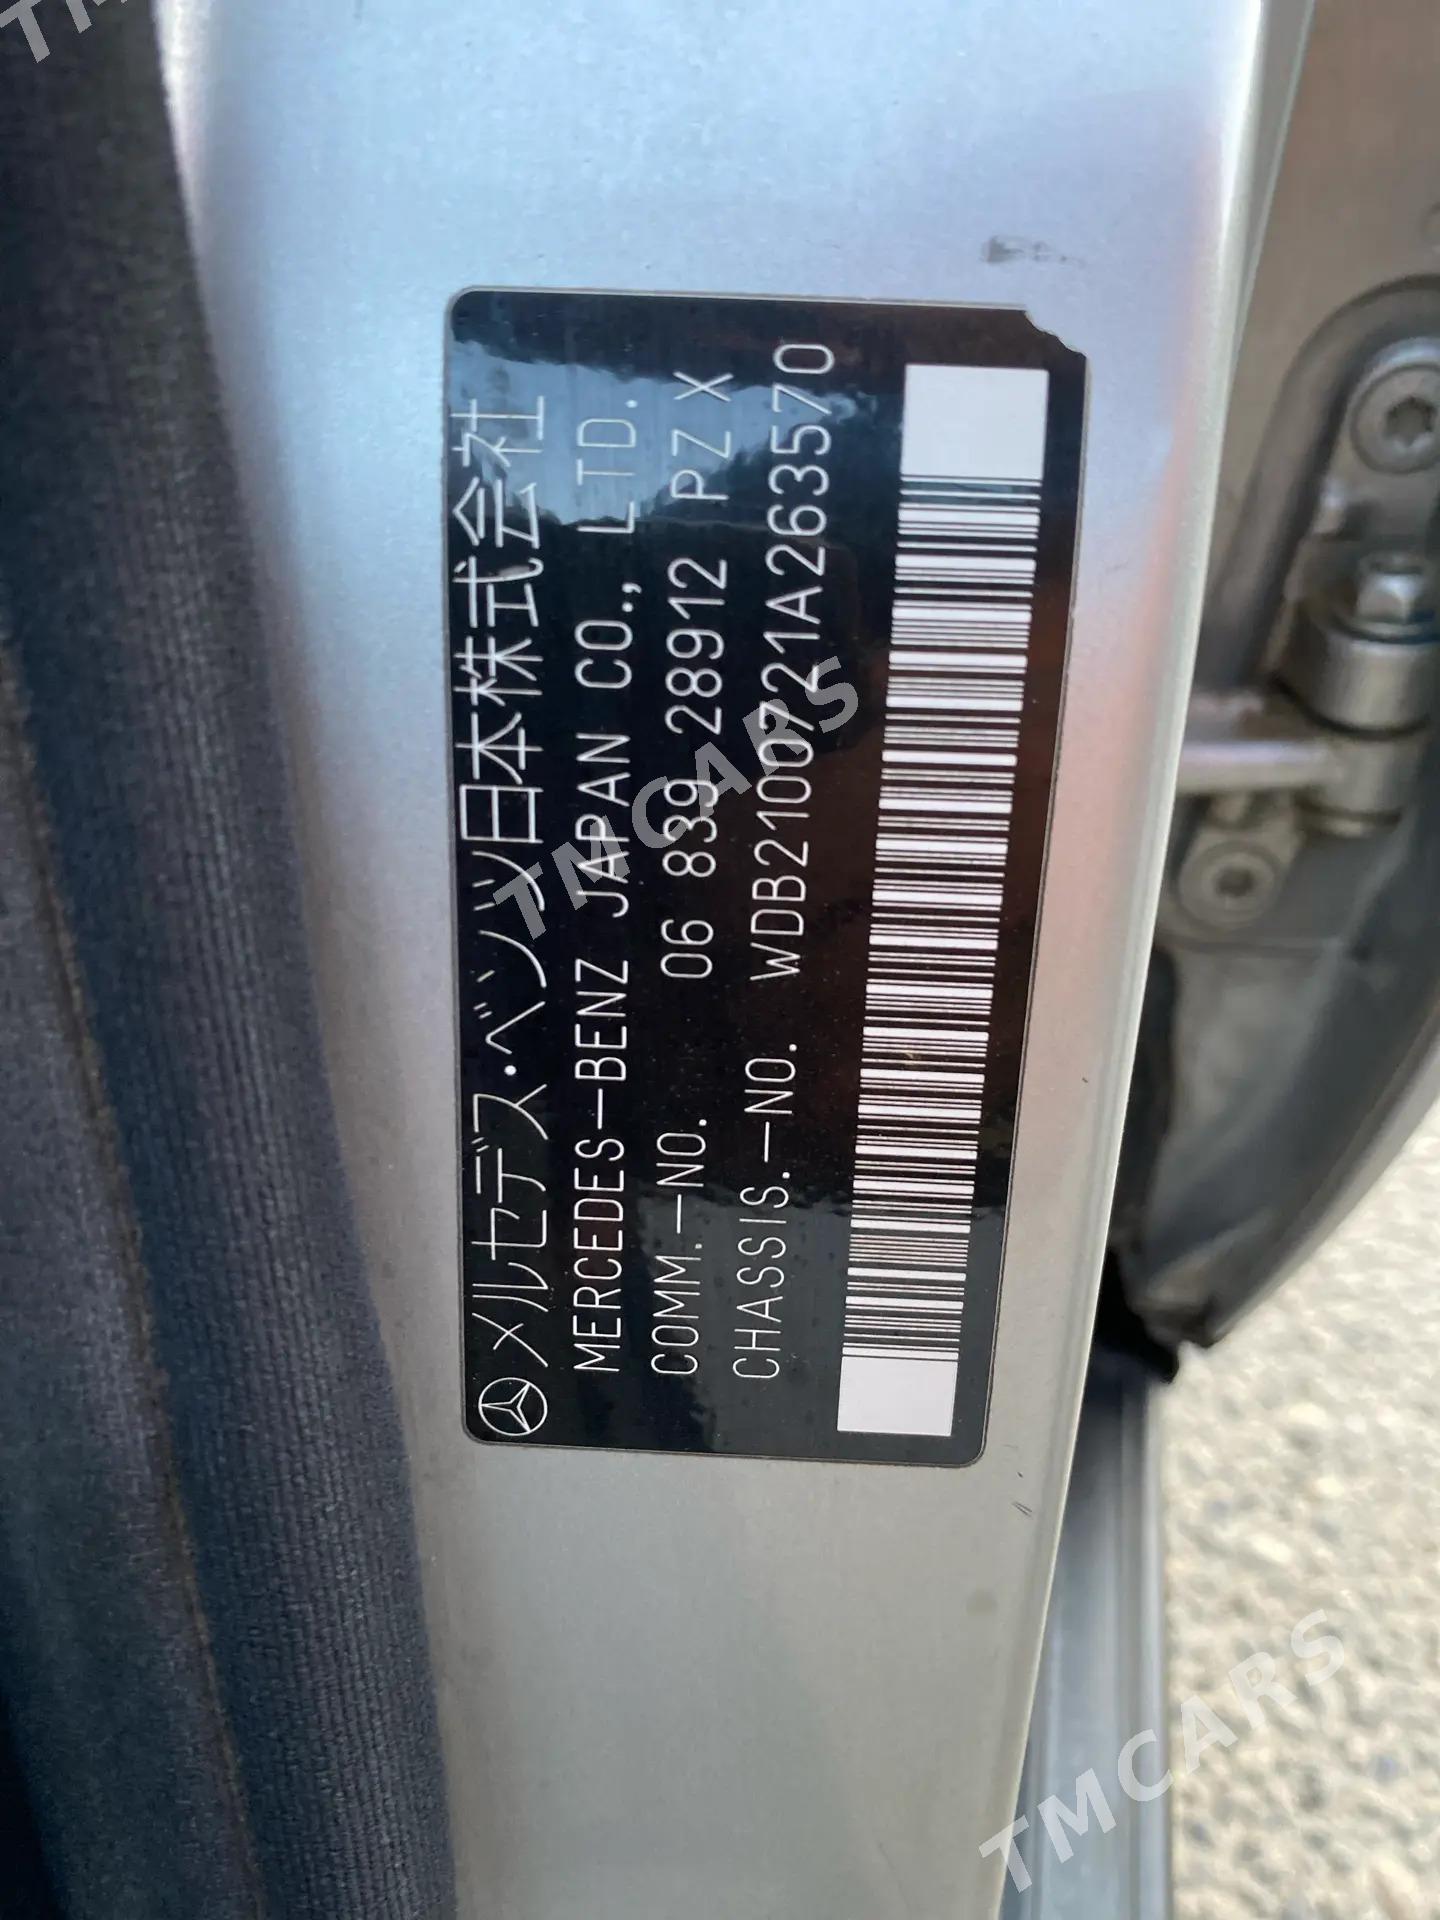 メルセデス・ベンツ日本株式会社
MERCEDES-BENZ JAPAN CO., LTD.
COMM.-NO. 06 839 28912 PZ X
CHASSIS.-NO. WDB2100721A263570
TMCARS
TMCARS